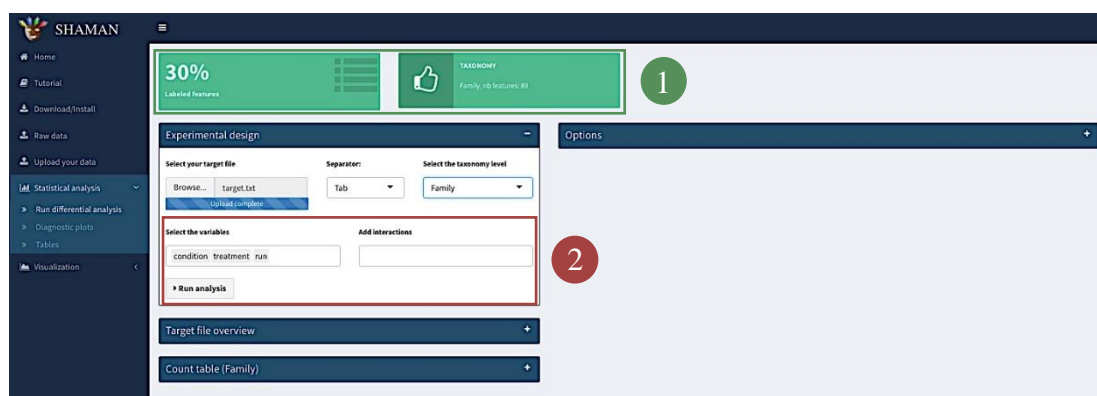 SHAMAN
Home
Tutorial
Download/Install
Raw data
Upload your data
Statistical analysis
Run differential analysis
Diagnostic plots
Tables
Visualization
30%
Labeled features
TAXONOMY
Family, nb features: 89
1
Experimental design
Options
Select your target file Separator: Select the taxonomy level
Browse... target.txt Tab Family
Upload complete
Select the variables Add interactions
condition treatment run
2
Run analysis
Target file overview
Count table (Family)